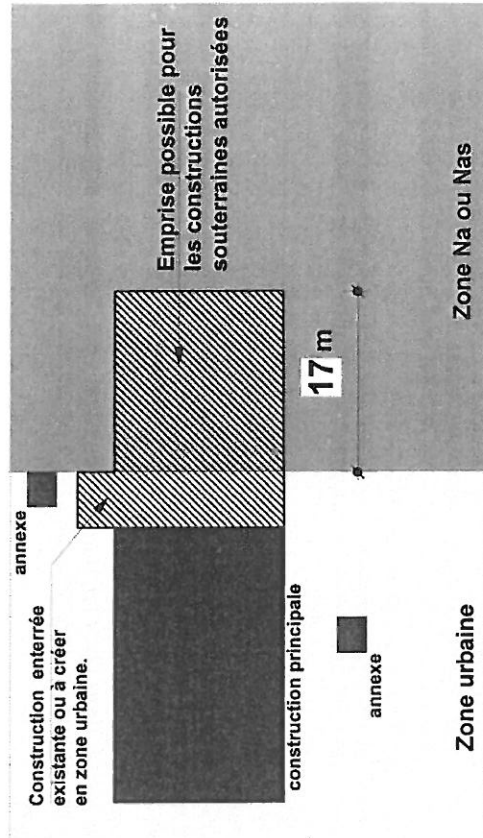 Construction enterrée
existante ou à créer
en zone urbaine.
annexe
Emprise possible pour
les constructions
souterraines autorisées
construction principale
17 m
annexe
Zone urbaine
Zone Na ou Nas